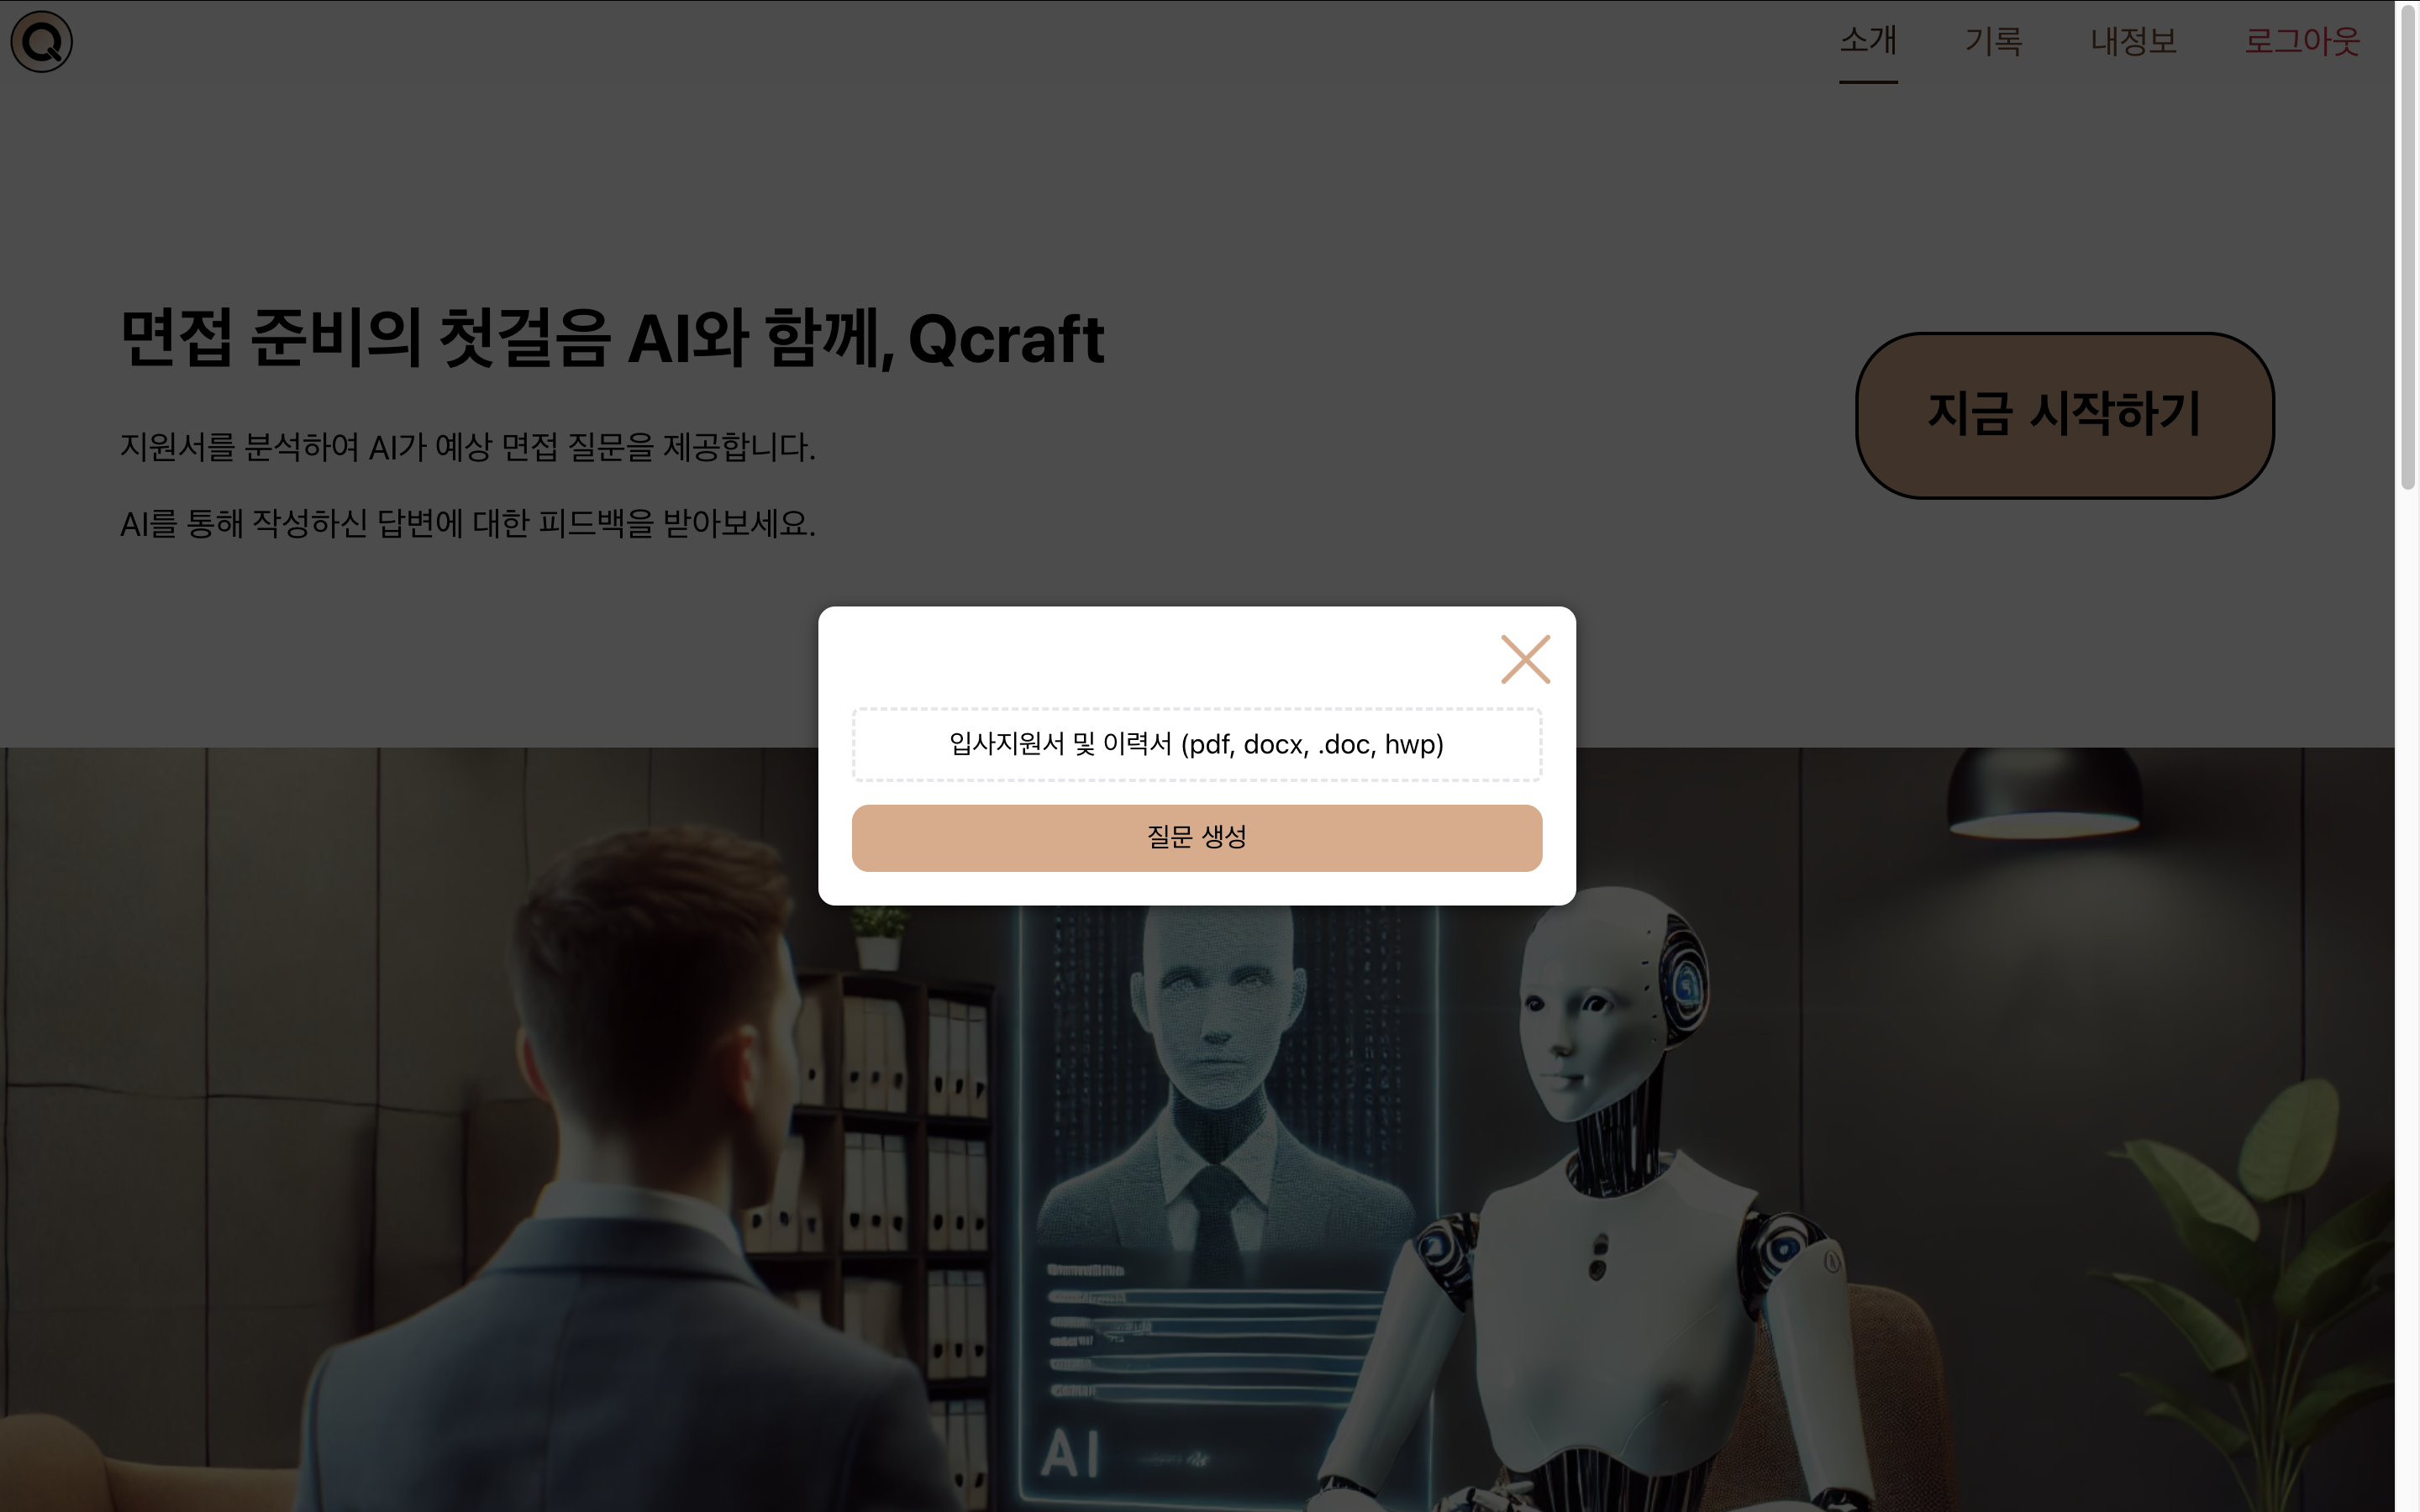 Q
소개 기록 내정보 로그아웃
면접 준비의 첫걸음 AI와 함께, Qcraft
지금 시작하기
지원서를 분석하여 AI가 예상 면접 질문을 제공합니다.
AI를 통해 작성하신 답변에 대한 피드백을 받아보세요.
입사지원서 및 이력서 (pdf, docx, .doc, hwp)
질문 생성
AI